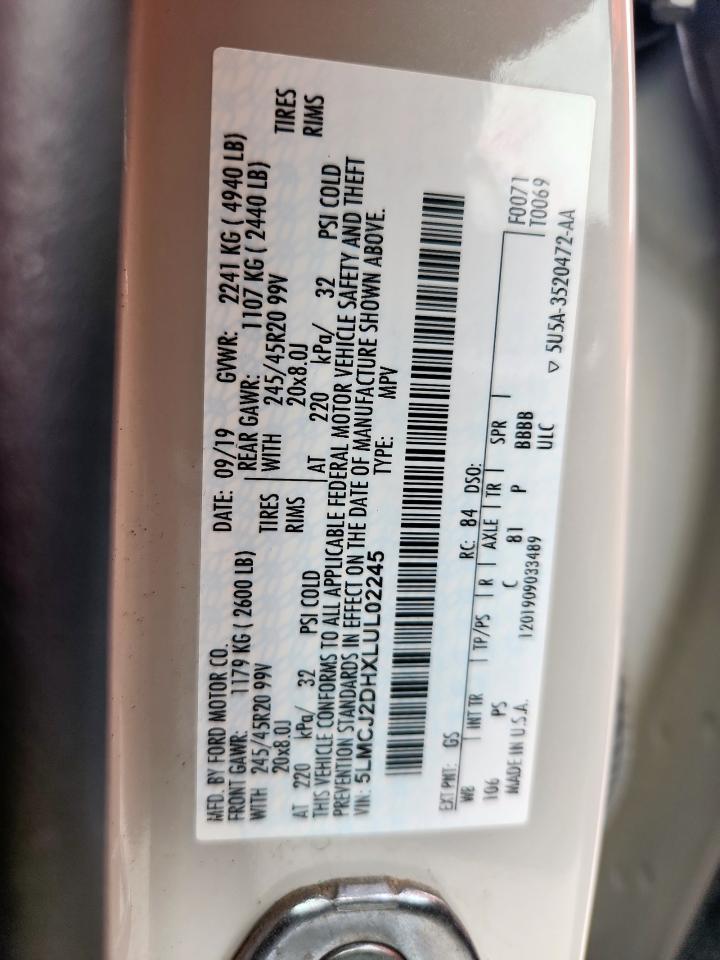 MFD. BY FORD MOTOR CO. DATE: 09/19 GVWR: 2241 KG ( 4940 LB)
FRONT GAWR: 1179 KG ( 2600 LB) REAR GAWR: 1107 KG ( 2440 LB)
WITH 245/45R20 99V TIRES WITH 245/45R20 99V TIRES
20x8.0J RIMS 20x8.0J RIMS
AT 220 kPa/ 32 PSI COLD AT 220 kPa/ 32 PSI COLD
THIS VEHICLE CONFORMS TO ALL APPLICABLE FEDERAL MOTOR VEHICLE SAFETY AND THEFT
PREVENTION STANDARDS IN EFFECT ON THE DATE OF MANUFACTURE SHOWN ABOVE.
VIN: 5LMCJ2DHXLUL02245 TYPE: MPV
EXT PNT: GS RC: 84 DSO: F0071
WB INT TR TP/PS R AXLE TR SPR T0069
106 PS C 81 P BBBB
MADE IN U.S.A. 1201909033489 ULC ▽ 5U5A-3520472-AA